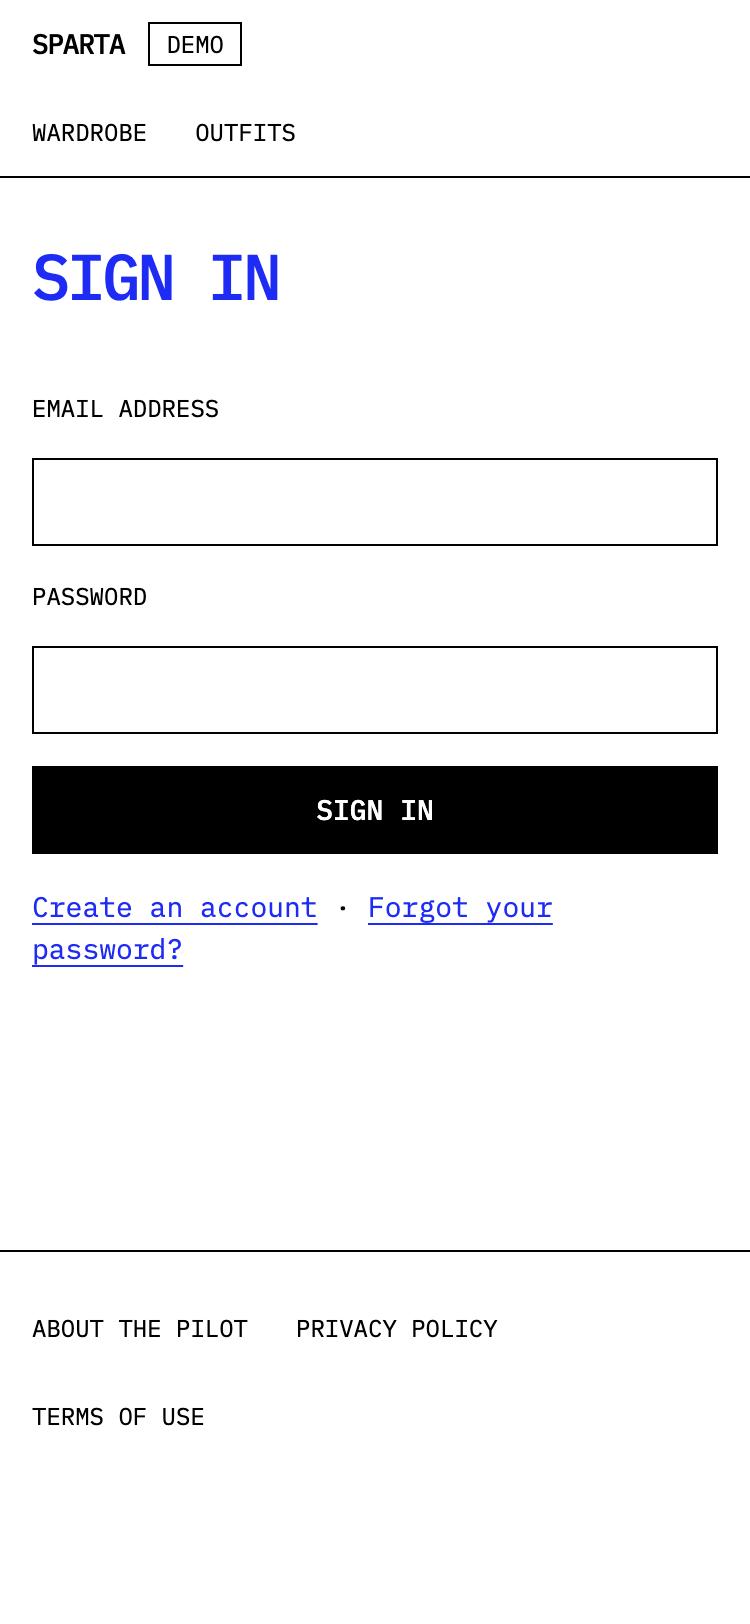 SPARTA DEMO
WARDROBE OUTFITS
SIGN IN
EMAIL ADDRESS
PASSWORD
SIGN IN
Create an account · Forgot your
password?
ABOUT THE PILOT PRIVACY POLICY
TERMS OF USE